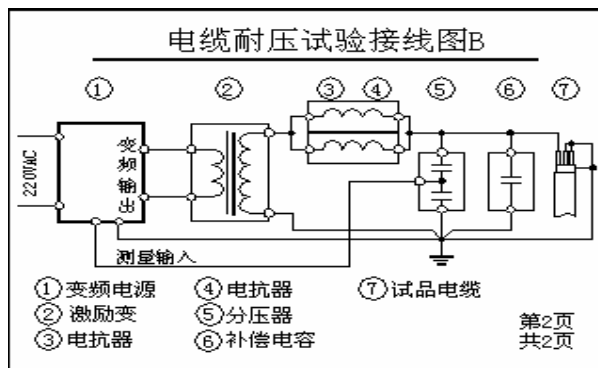 电缆耐压试验接线图B
① ② ③ ④ ⑤ ⑥ ⑦
220VAC
变频输出
测量输入
①变频电源 ④电抗器 ⑦试品电缆
②激励变 ⑤分压器
③电抗器 ⑥补偿电容
第2页
共2页